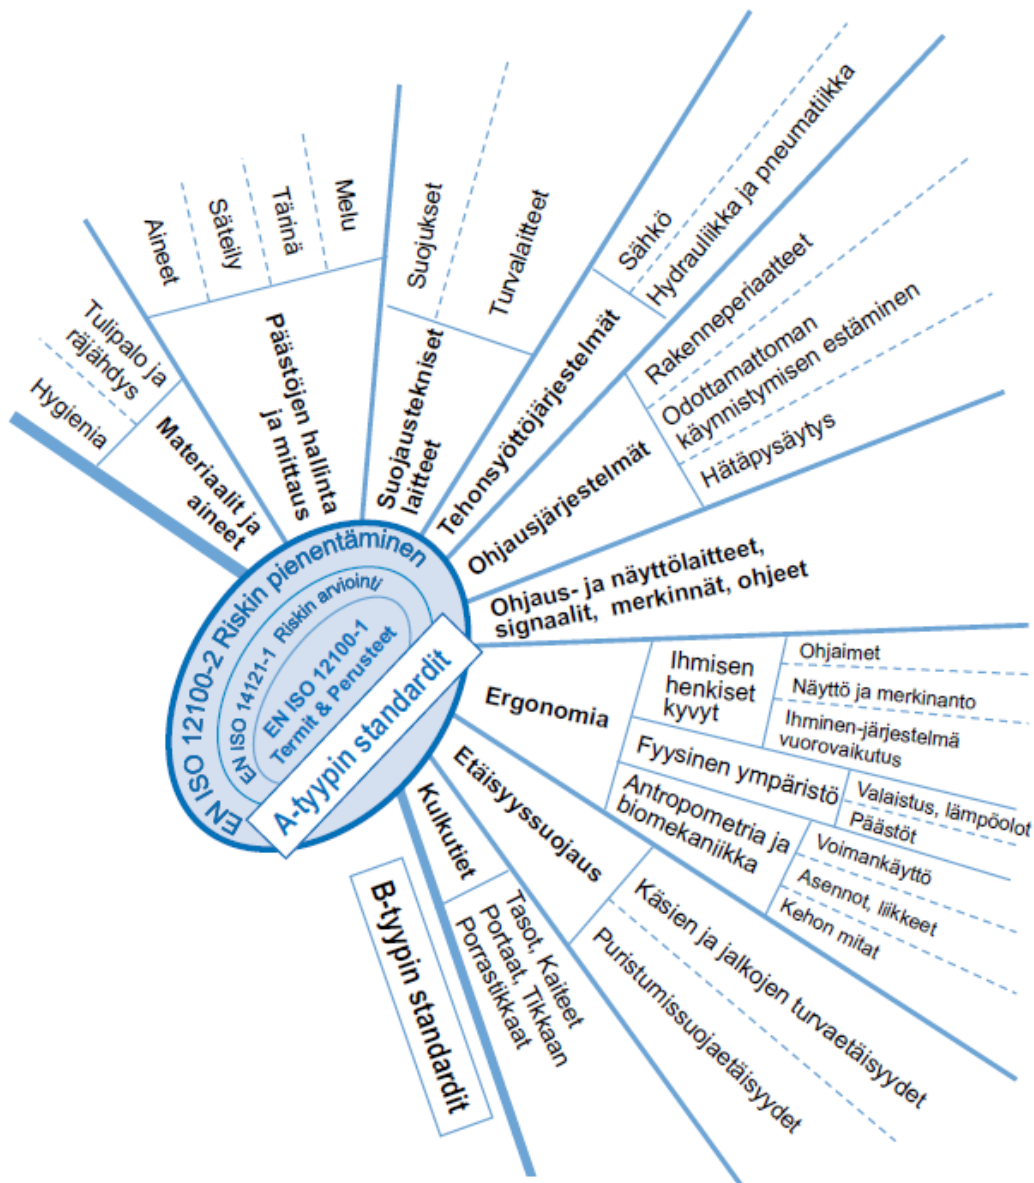 EN ISO 12100-2 Riskin pienentäminen
EN ISO 14121-1 Riskin arviointi
EN ISO 12100-1
Termit & Perusteet
A-tyypin standardit
B-tyypin standardit
Materiaalit ja
aineet
Hygienia
Tulipalo ja
räjähdys
Päästöjen hallinta
ja mittaus
Aineet
Säteily
Tärinä
Melu
Suojaustekniset
laitteet
Suojukset
Turvalaitteet
Tehonsyöttöjärjestelmät
Sähkö
Hydrauliikka ja pneumatiikka
Ohjausjärjestelmät
Rakenneperiaatteet
Odottamattoman
käynnistymisen estäminen
Hätäpysäytys
Ohjaus- ja näyttölaitteet,
signaalit, merkinnät, ohjeet
Ergonomia
Ihmisen
henkiset
kyvyt
Ohjaimet
Näyttö ja merkinanto
Ihminen-järjestelmä
vuorovaikutus
Fyysinen ympäristö
Valaistus, lämpöolot
Päästöt
Antropometria ja
biomekaniikka
Voimankäyttö
Asennot, liikkeet
Kehon mitat
Etäisyyssuojaus
Käsien ja jalkojen turvaetäisyydet
Puristumissuojaetäisyydet
Kulkutiet
Tasot, Kaiteet
Portaat, Tikkaan
Porrastikkaat